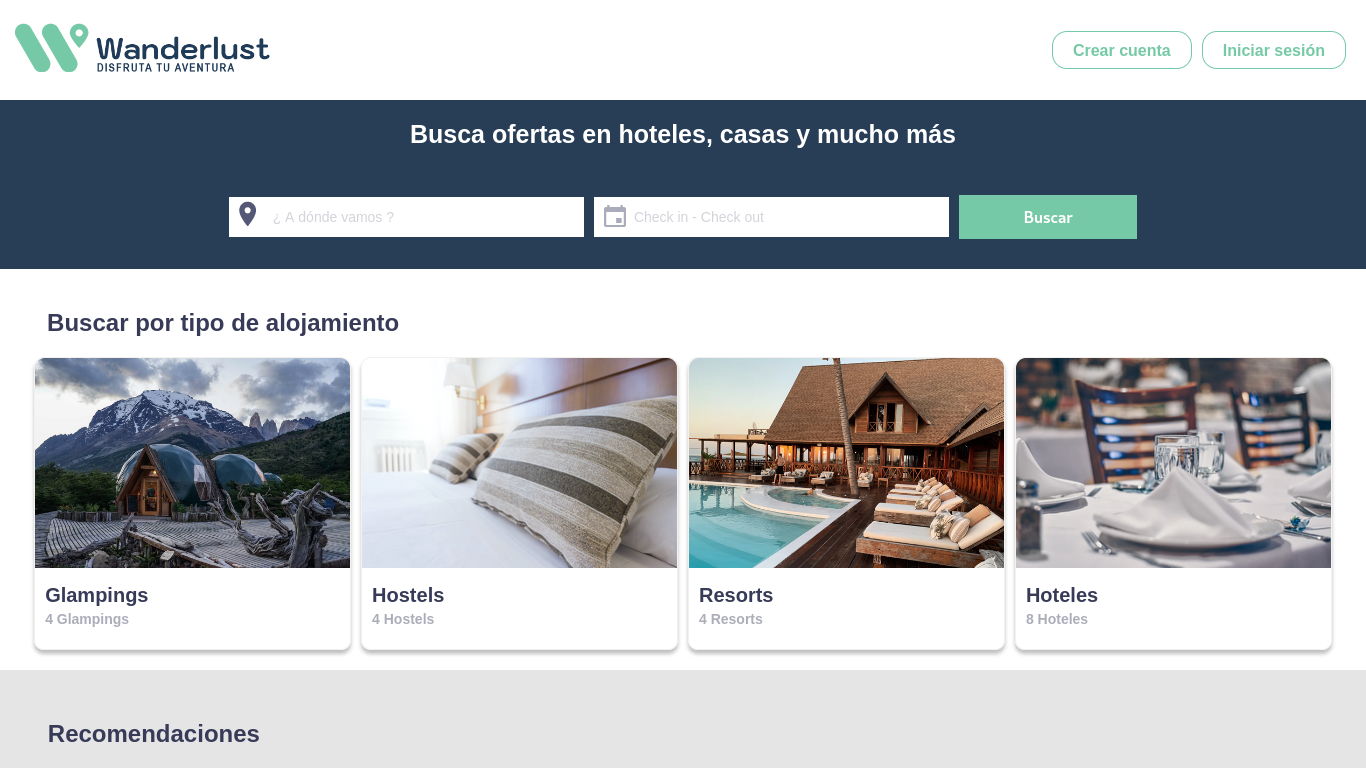 Wanderlust
DISFRUTA TU AVENTURA
Crear cuenta
Iniciar sesión
Busca ofertas en hoteles, casas y mucho más
¿ A dónde vamos ?
Check in - Check out
Buscar
Buscar por tipo de alojamiento
Glampings
4 Glampings
Hostels
4 Hostels
Resorts
4 Resorts
Hoteles
8 Hoteles
Recomendaciones